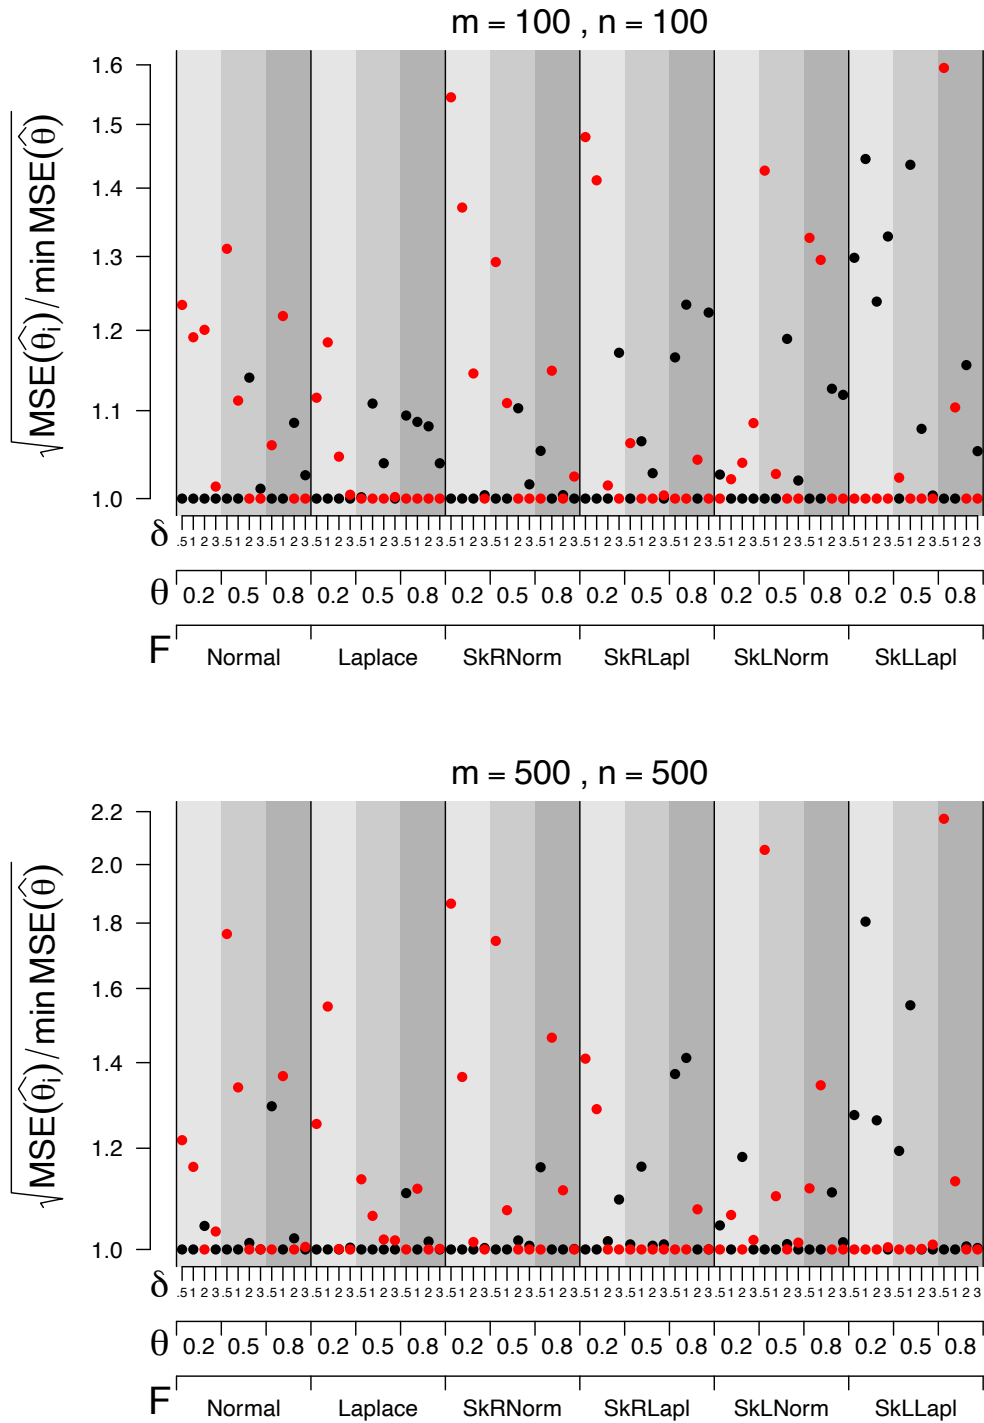 m = 100 , n = 100
√MSE(θ̂ᵢ) / min MSE(θ̂)
1.6
1.5
1.4
1.3
1.2
1.1
1.0
δ .5 1 2 3 .5 1 2 3 .5 1 2 3 .5 1 2 3 .5 1 2 3 .5 1 2 3 .5 1 2 3 .5 1 2 3 .5 1 2 3 .5 1 2 3 .5 1 2 3 .5 1 2 3 .5 1 2 3 .5 1 2 3 .5 1 2 3 .5 1 2 3 .5 1 2 3 .5 1 2 3
θ 0.2 0.5 0.8 0.2 0.5 0.8 0.2 0.5 0.8 0.2 0.5 0.8 0.2 0.5 0.8 0.2 0.5 0.8
F Normal Laplace SkRNorm SkRLapl SkLNorm SkLLapl
m = 500 , n = 500
√MSE(θ̂ᵢ) / min MSE(θ̂)
2.2
2.0
1.8
1.6
1.4
1.2
1.0
δ .5 1 2 3 .5 1 2 3 .5 1 2 3 .5 1 2 3 .5 1 2 3 .5 1 2 3 .5 1 2 3 .5 1 2 3 .5 1 2 3 .5 1 2 3 .5 1 2 3 .5 1 2 3 .5 1 2 3 .5 1 2 3 .5 1 2 3 .5 1 2 3 .5 1 2 3 .5 1 2 3
θ 0.2 0.5 0.8 0.2 0.5 0.8 0.2 0.5 0.8 0.2 0.5 0.8 0.2 0.5 0.8 0.2 0.5 0.8
F Normal Laplace SkRNorm SkRLapl SkLNorm SkLLapl